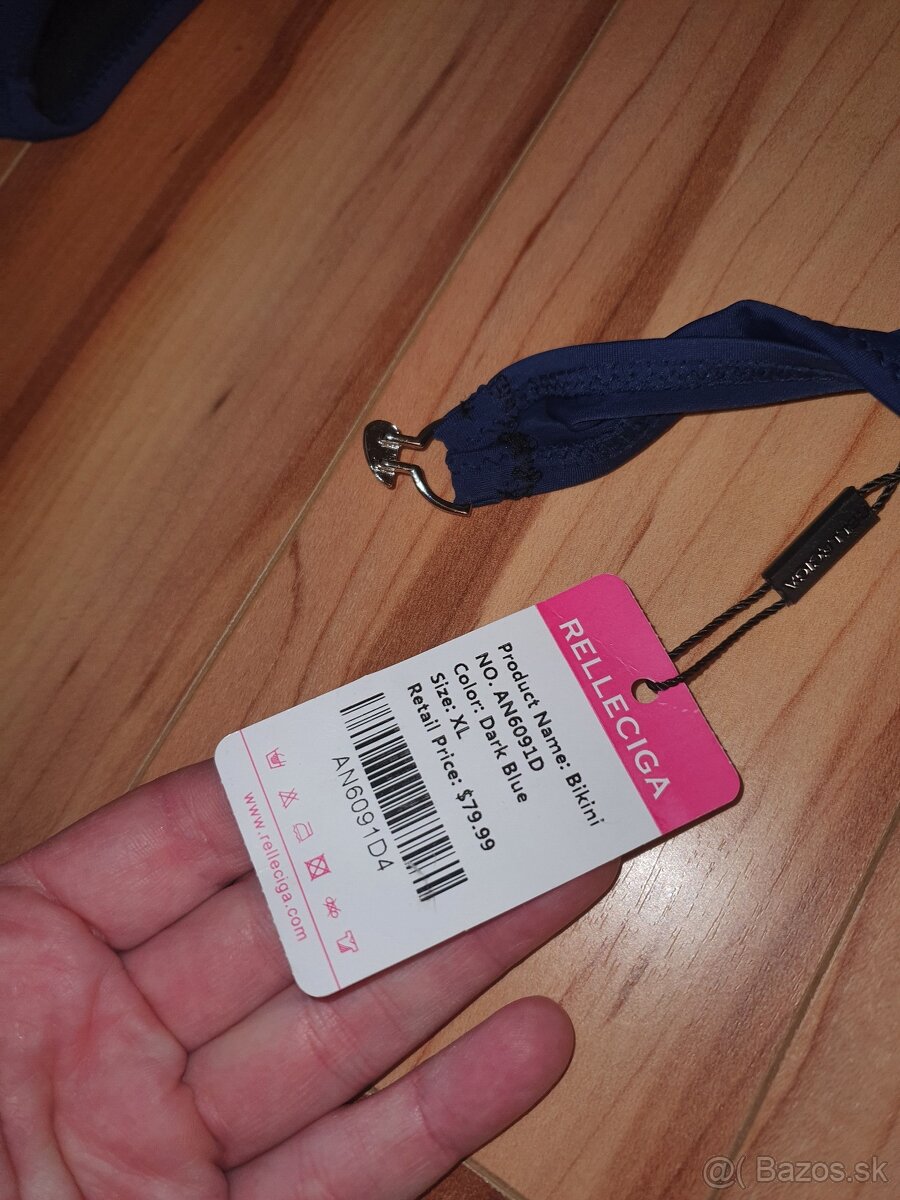 RELLECIGA
Product Name: Bikini
NO. AN6091D
Color: Dark Blue
Size: XL
Retail Price: $79.99
AN6091D4
www.relleciga.com
@( Bazos.sk